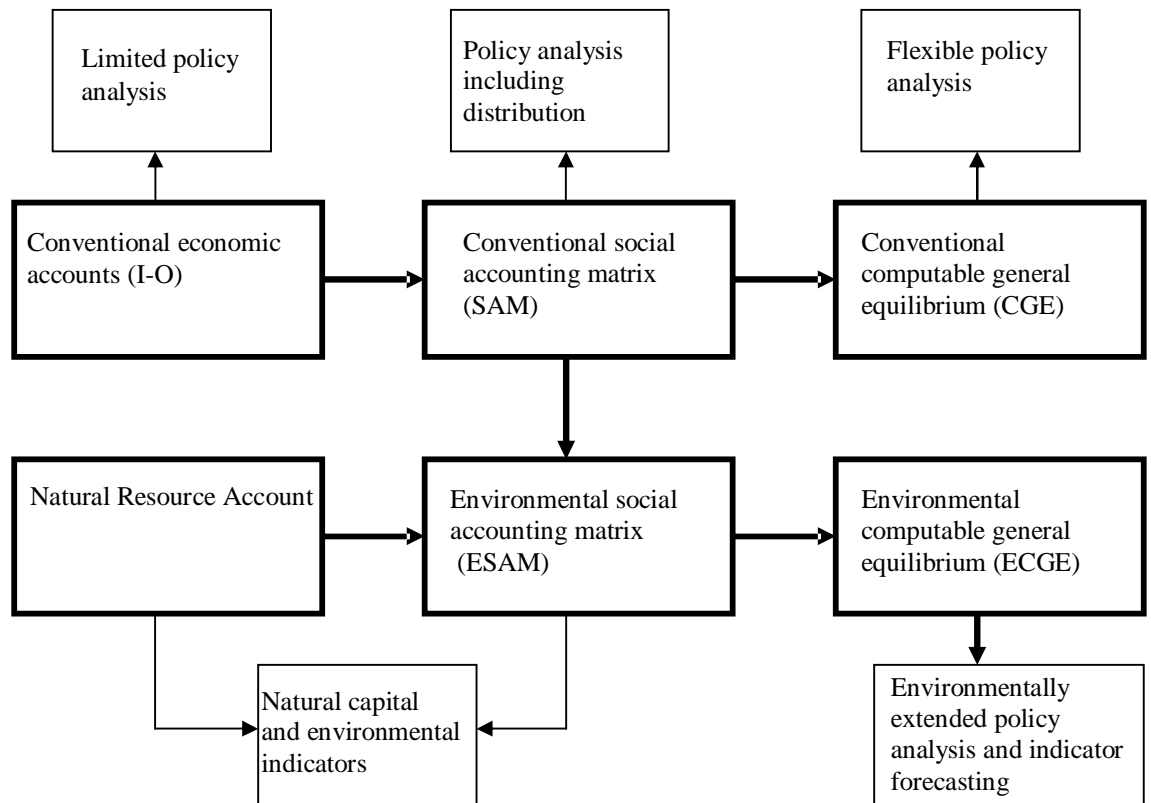 Limited policy
analysis
Policy analysis
including
distribution
Flexible policy
analysis
Conventional economic
accounts (I-O)
Conventional social
accounting matrix
(SAM)
Conventional
computable general
equilibrium (CGE)
Natural Resource Account
Environmental social
accounting matrix
(ESAM)
Environmental
computable general
equilibrium (ECGE)
Natural capital
and environmental
indicators
Environmentally
extended policy
analysis and indicator
forecasting